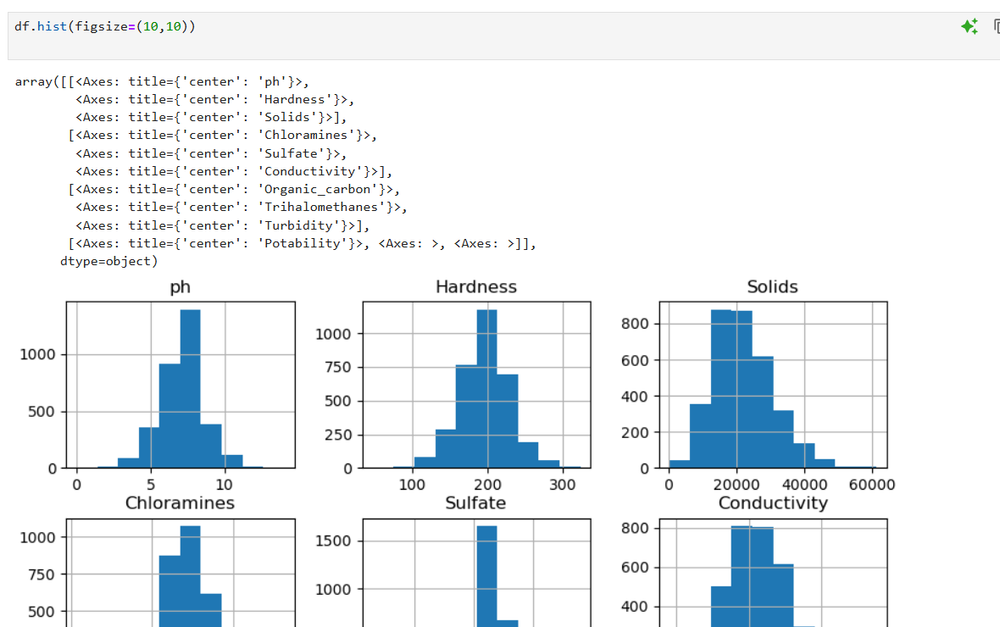 df.hist(figsize=(10,10))
array([[<Axes: title={'center': 'ph'}>,
        <Axes: title={'center': 'Hardness'}>,
        <Axes: title={'center': 'Solids'}>],
       [<Axes: title={'center': 'Chloramines'}>,
        <Axes: title={'center': 'Sulfate'}>,
        <Axes: title={'center': 'Conductivity'}>],
       [<Axes: title={'center': 'Organic_carbon'}>,
        <Axes: title={'center': 'Trihalomethanes'}>,
        <Axes: title={'center': 'Turbidity'}>],
       [<Axes: title={'center': 'Potability'}>, <Axes: >, <Axes: >]],
      dtype=object)
ph
1000
500
0
0 5 10
Hardness
1000
750
500
250
0
100 200 300
Solids
800
600
400
200
0
0 20000 40000 60000
Chloramines
1000
750
500
Sulfate
1500
1000
Conductivity
800
600
400